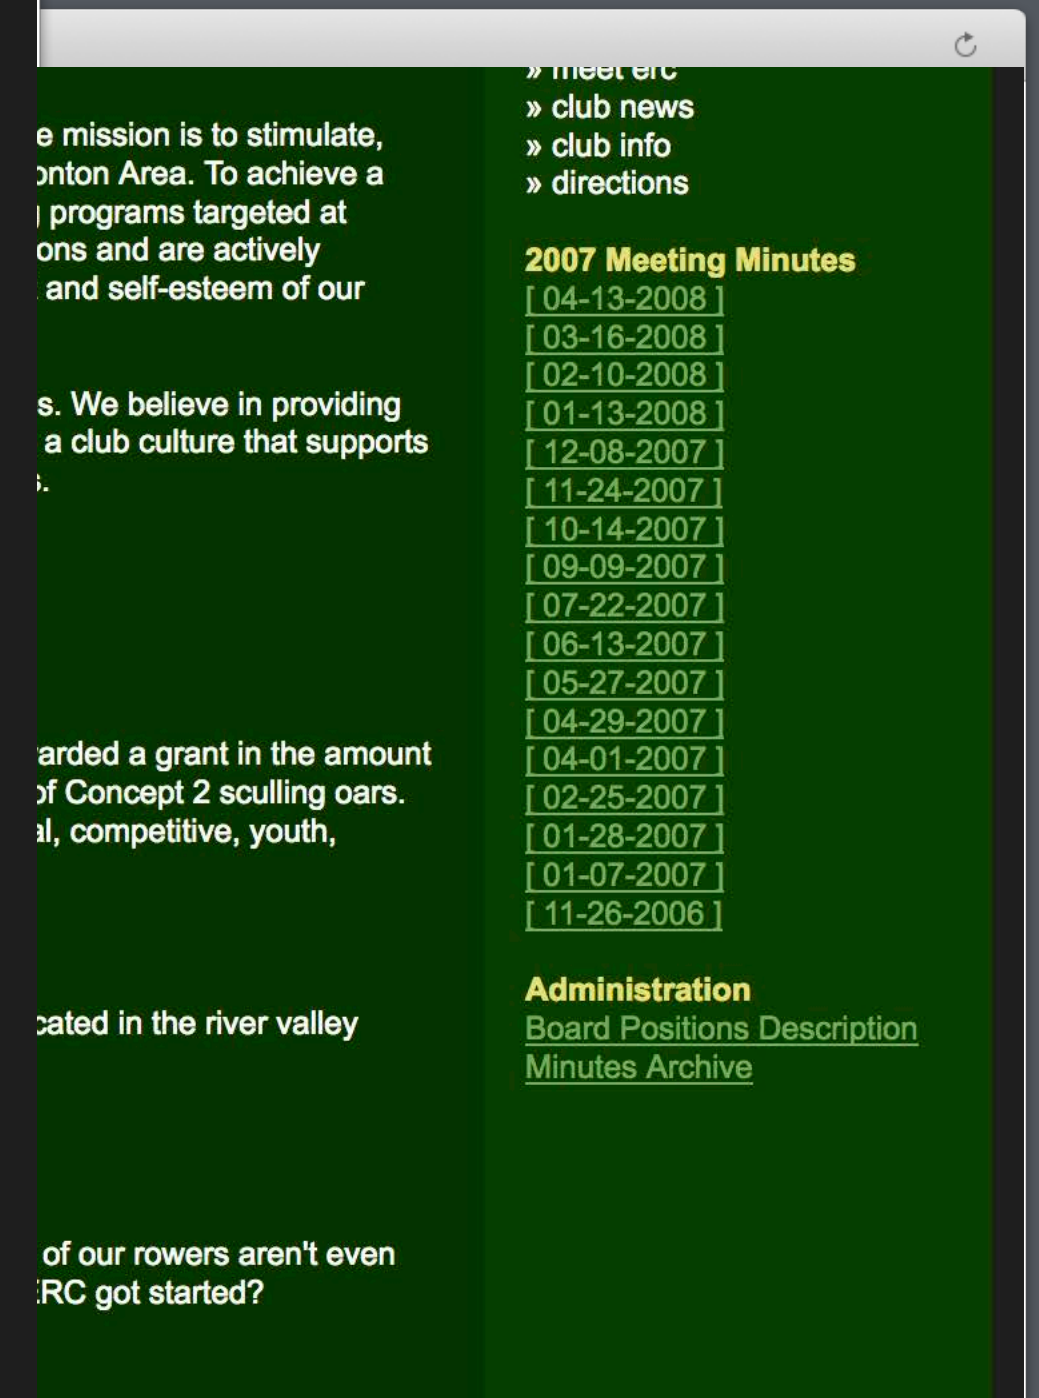 e mission is to stimulate,
onton Area. To achieve a
programs targeted at
ons and are actively
and self-esteem of our
s. We believe in providing
a club culture that supports
s.
arded a grant in the amount
of Concept 2 sculling oars.
al, competitive, youth,
cated in the river valley
of our rowers aren't even
ERC got started?
» meet erc
» club news
» club info
» directions
2007 Meeting Minutes
[ 04-13-2008 ]
[ 03-16-2008 ]
[ 02-10-2008 ]
[ 01-13-2008 ]
[ 12-08-2007 ]
[ 11-24-2007 ]
[ 10-14-2007 ]
[ 09-09-2007 ]
[ 07-22-2007 ]
[ 06-13-2007 ]
[ 05-27-2007 ]
[ 04-29-2007 ]
[ 04-01-2007 ]
[ 02-25-2007 ]
[ 01-28-2007 ]
[ 01-07-2007 ]
[ 11-26-2006 ]
Administration
Board Positions Description
Minutes Archive